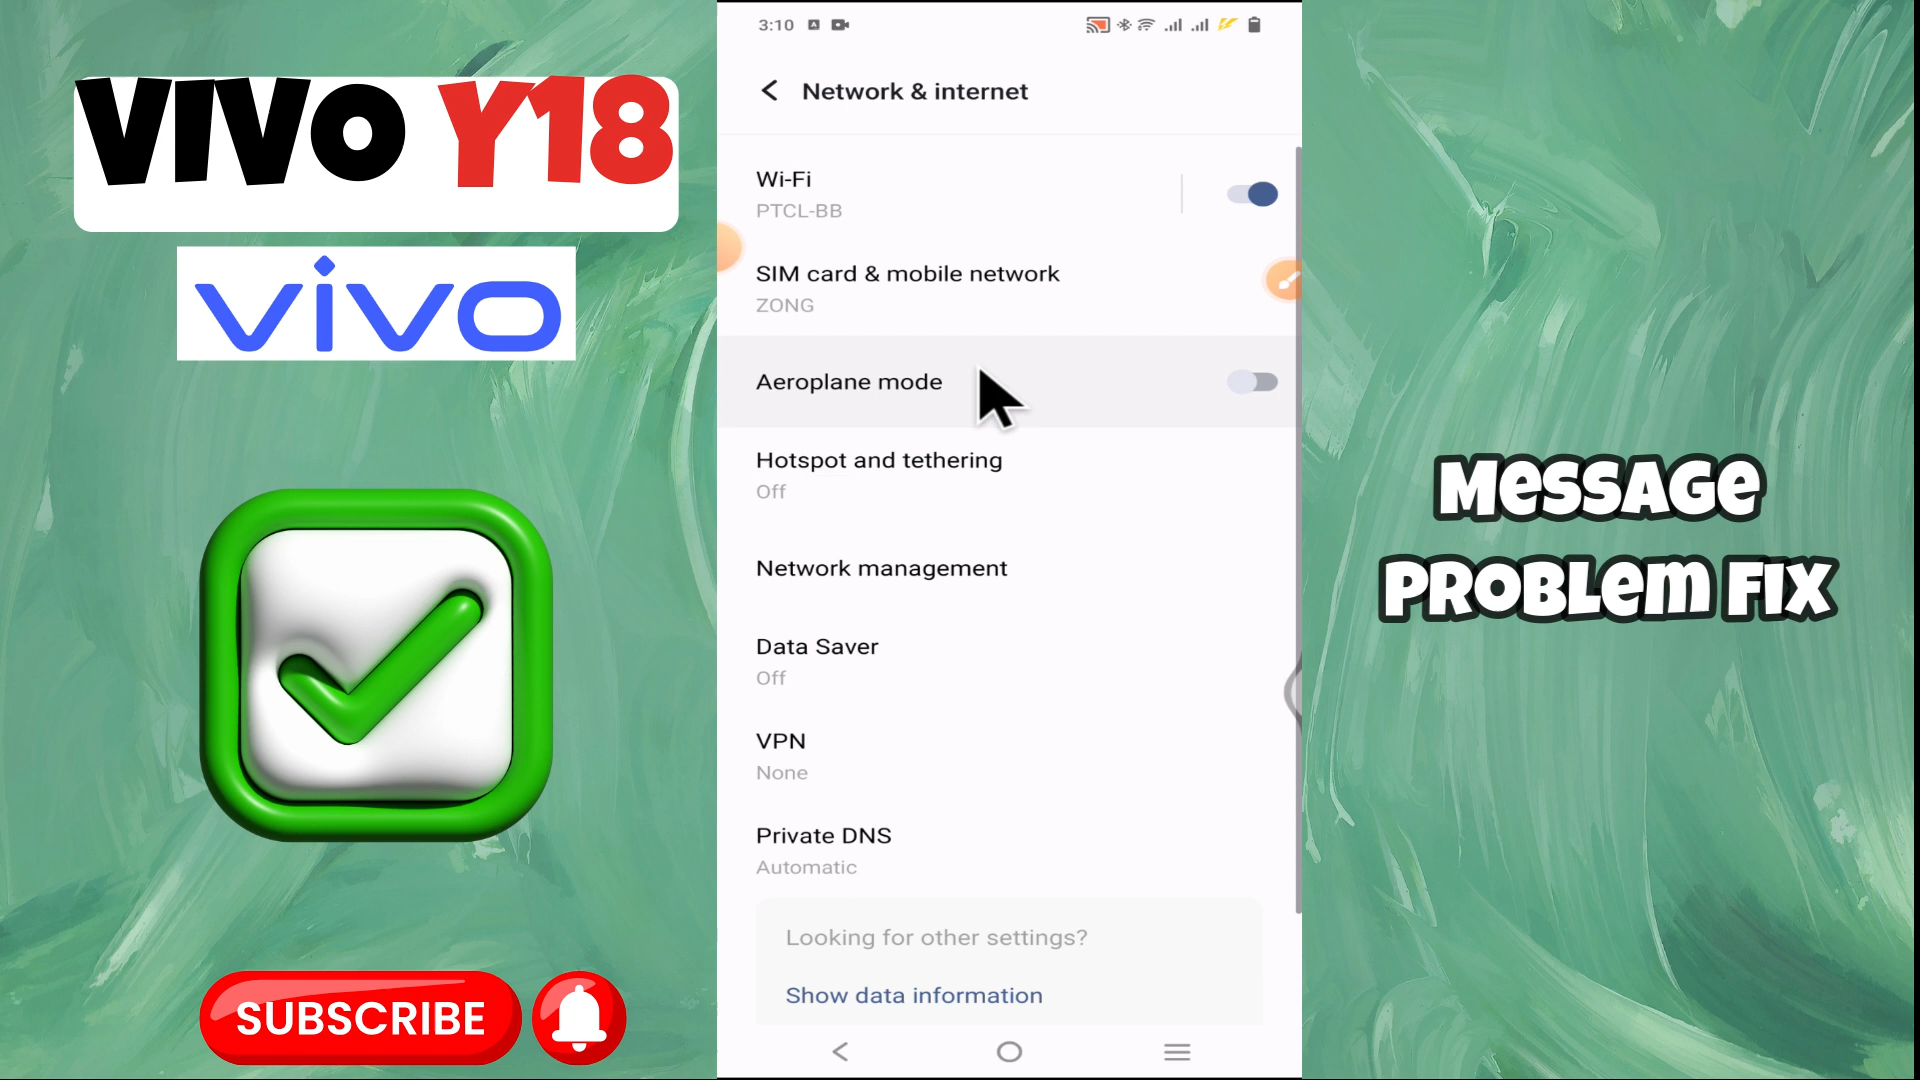 VIVO Y18
vivo
SUBSCRIBE
3:10
Network & internet
Wi-Fi
PTCL-BB
SIM card & mobile network
ZONG
Aeroplane mode
Hotspot and tethering
Off
Network management
Data Saver
Off
VPN
None
Private DNS
Automatic
Looking for other settings?
Show data information
Message
Problem Fix